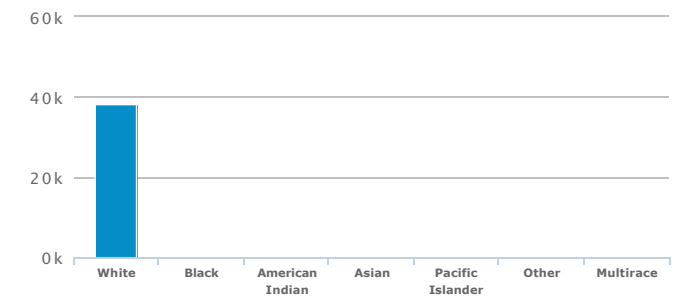 60k
40k
20k
0k
White Black American Indian Asian Pacific Islander Other Multirace